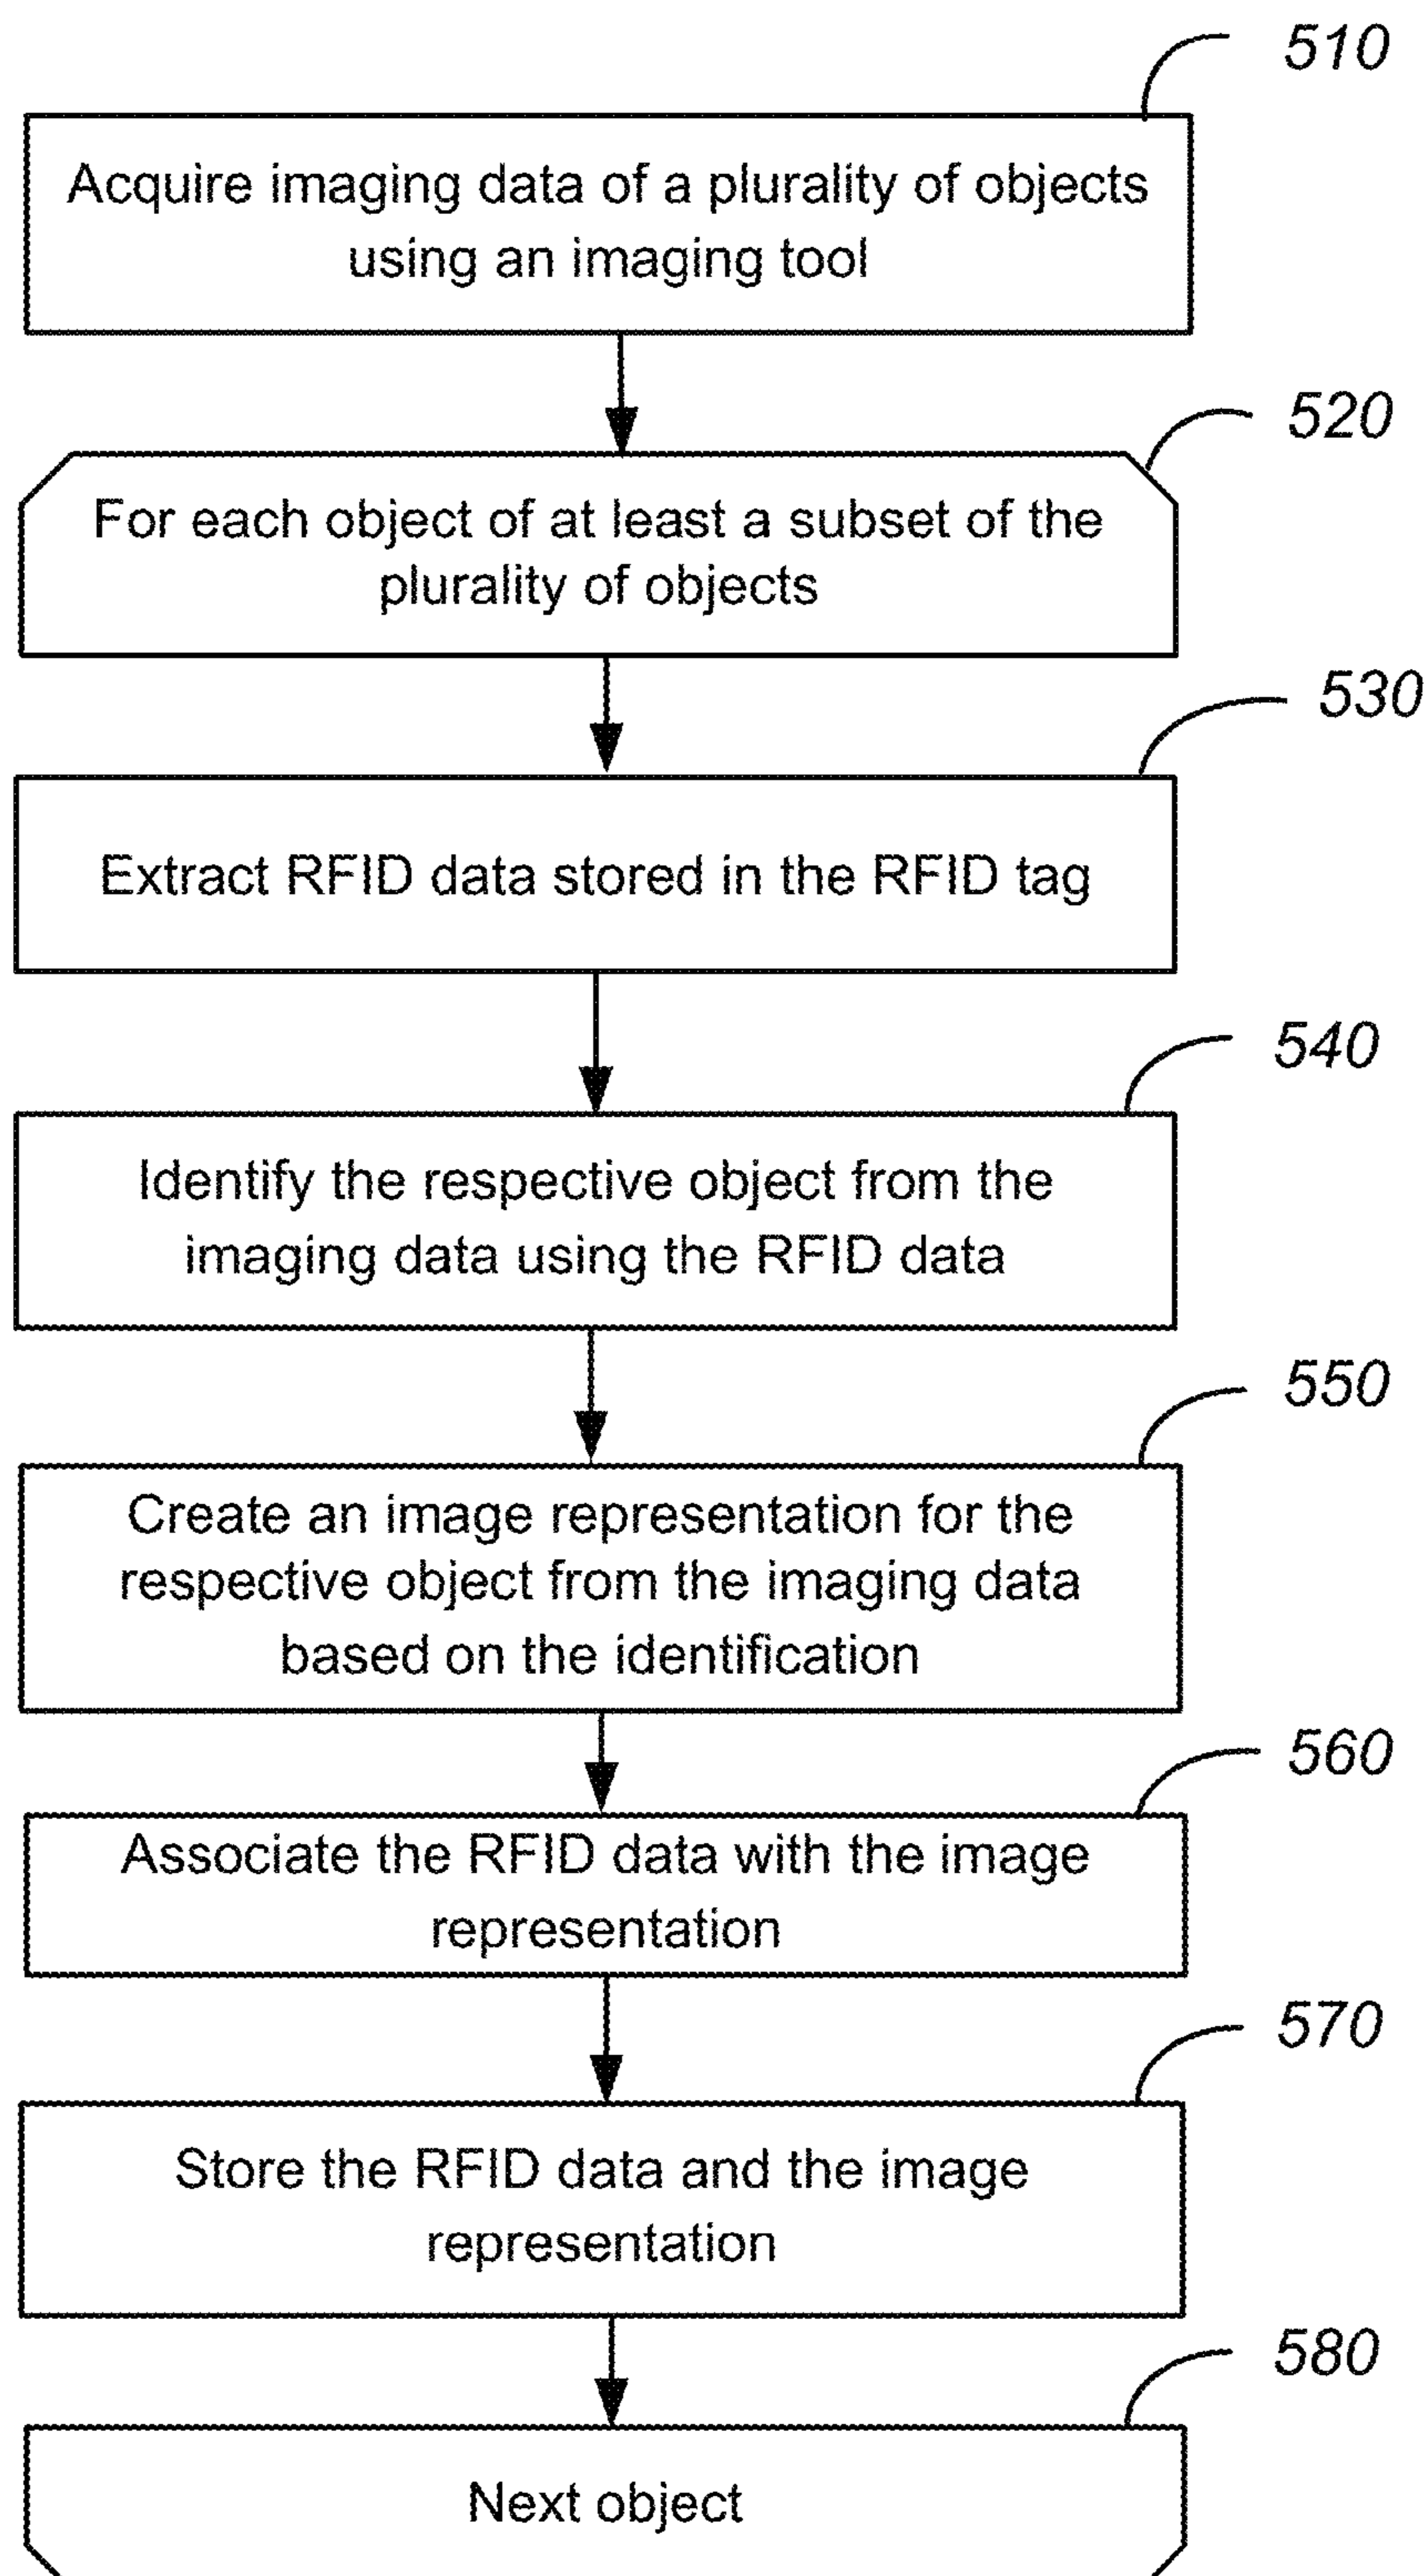 510
Acquire imaging data of a plurality of objects
using an imaging tool
520
For each object of at least a subset of the
plurality of objects
530
Extract RFID data stored in the RFID tag
540
Identify the respective object from the
imaging data using the RFID data
550
Create an image representation for the
respective object from the imaging data
based on the identification
560
Associate the RFID data with the image
representation
570
Store the RFID data and the image
representation
580
Next object